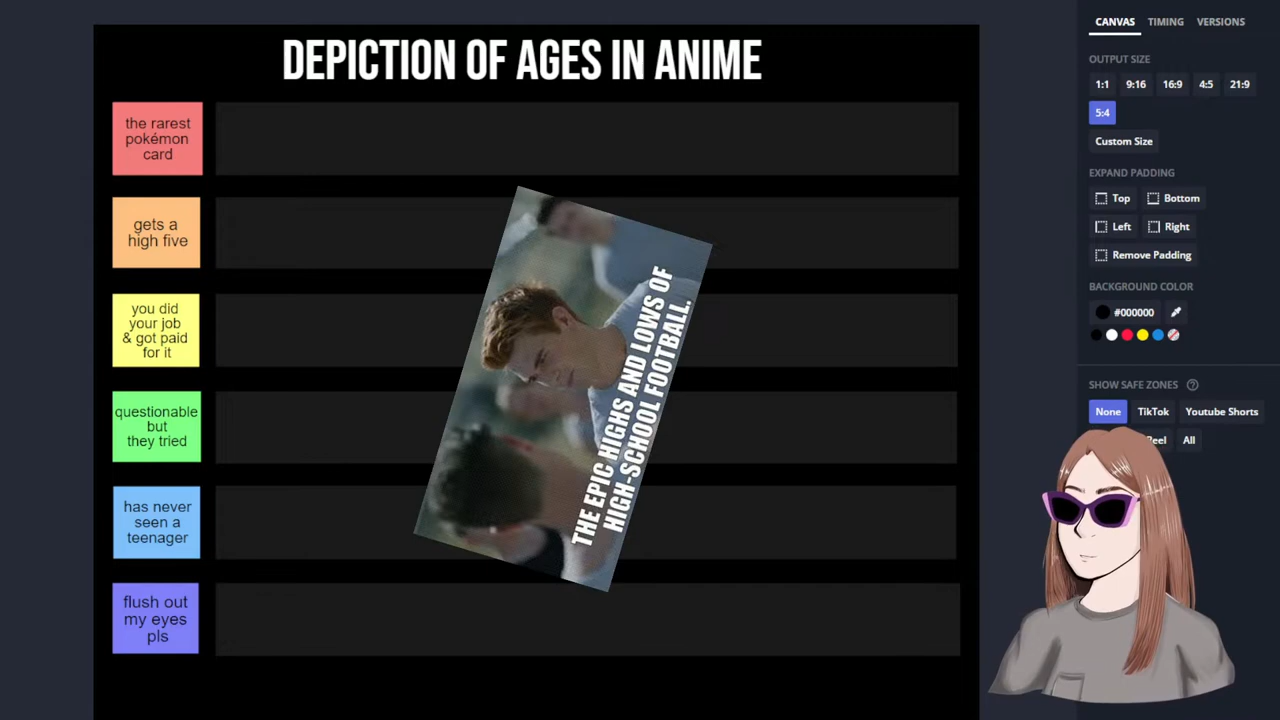 DEPICTION OF AGES IN ANIME
the rarest
pokémon
card
gets a
high five
you did
your job
& got paid
for it
questionable
but
they tried
has never
seen a
teenager
flush out
my eyes
pls
THE EPIC HIGHS AND LOWS OF
HIGH-SCHOOL FOOTBALL.
CANVAS TIMING VERSIONS
OUTPUT SIZE
1:1 9:16 16:9 4:5 21:9
5:4
Custom Size
EXPAND PADDING
Top Bottom
Left Right
Remove Padding
BACKGROUND COLOR
#000000
SHOW SAFE ZONES ?
None TikTok Youtube Shorts
All